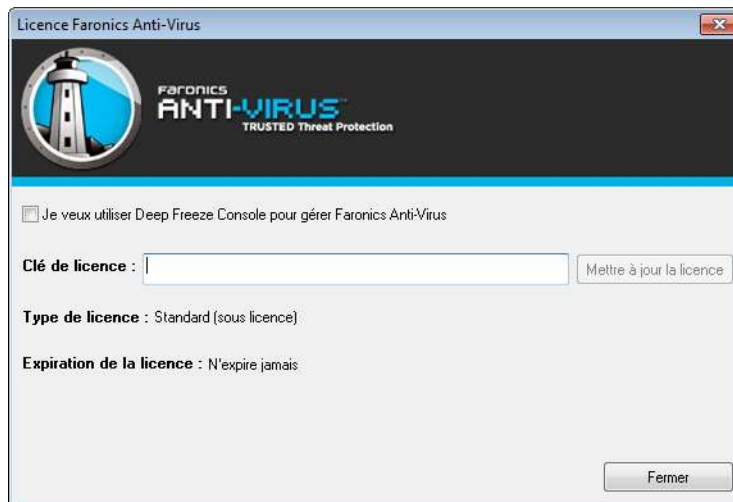 Licence Faronics Anti-Virus
FaRONICS
ANTI-VIRUS™
TRUSTED Threat Protection
Je veux utiliser Deep Freeze Console pour gérer Faronics Anti-Virus
Clé de licence : Mettre à jour la licence
Type de licence : Standard (sous licence)
Expiration de la licence : N'expire jamais
Fermer